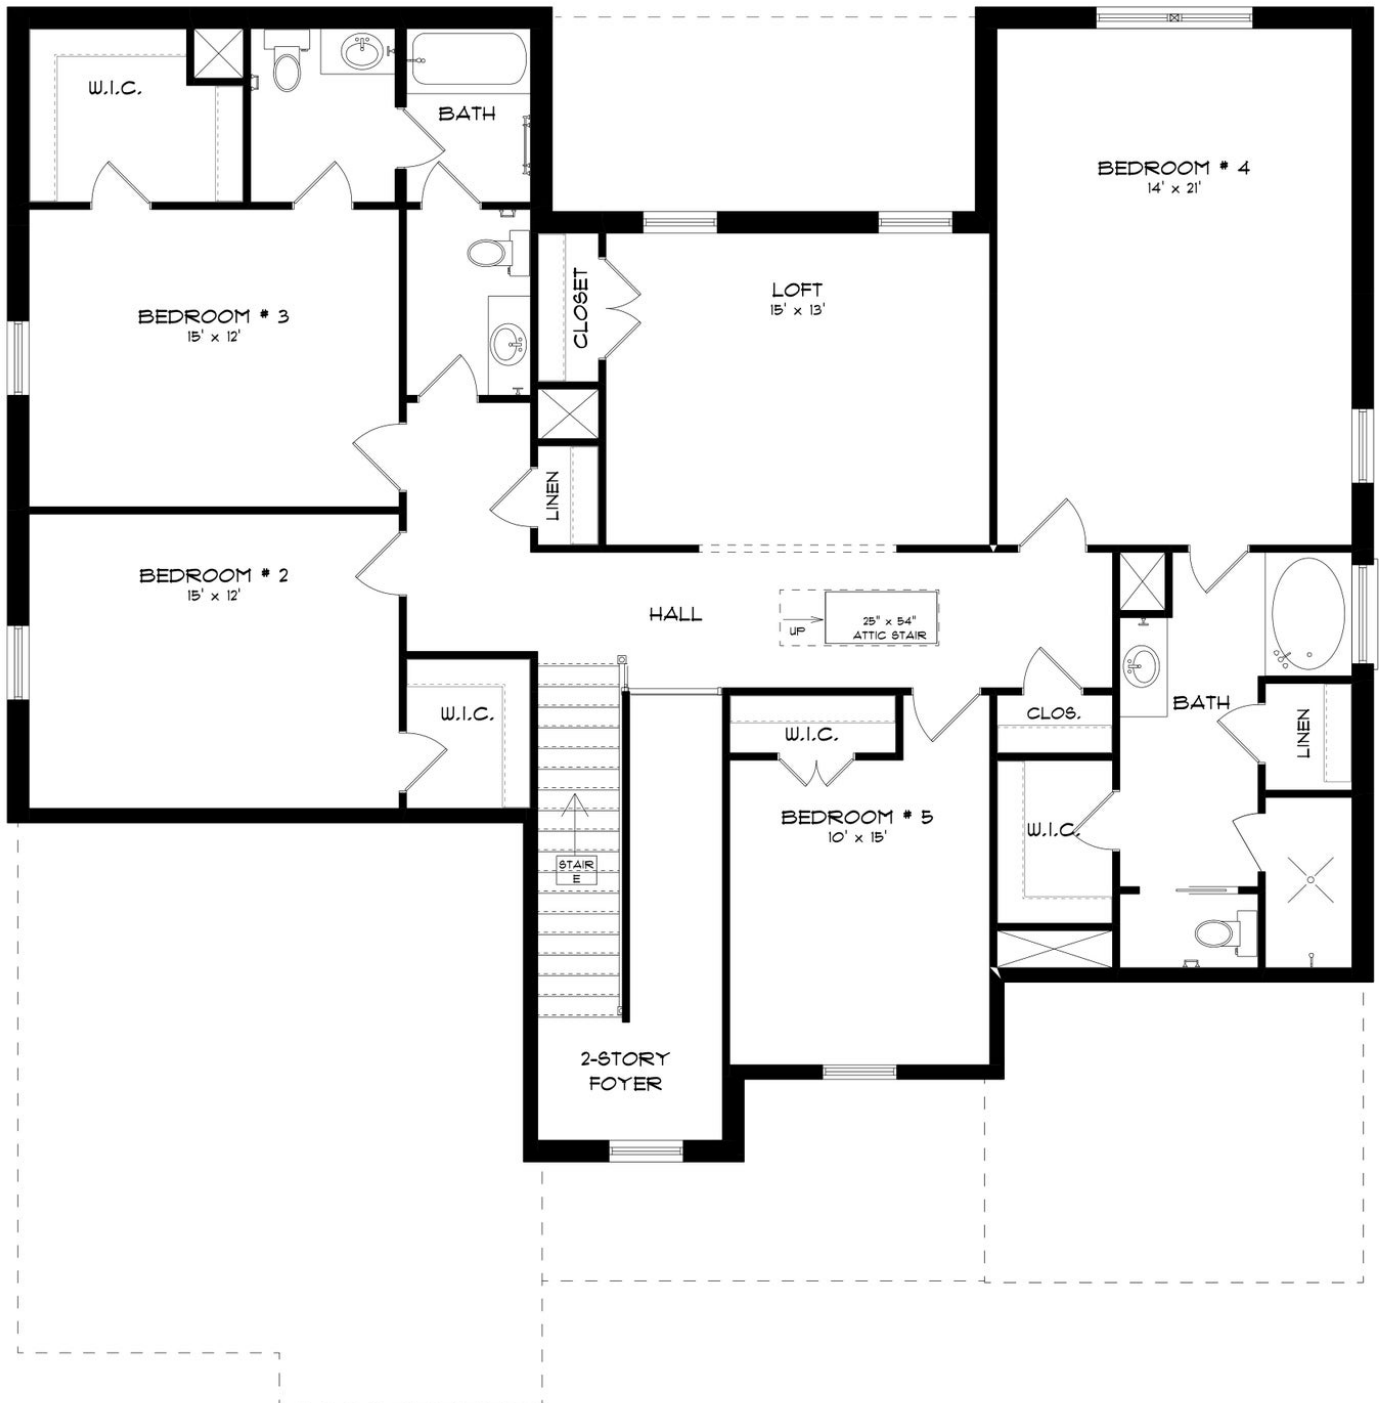 W.I.C.
BATH
BEDROOM # 4
14' x 21'
CLOSET
LOFT
15' x 13'
BEDROOM # 3
15' x 12'
LINEN
BEDROOM # 2
15' x 12'
HALL
UP
25" x 54"
ATTIC STAIR
W.I.C.
W.I.C.
CLOS.
BATH
LINEN
BEDROOM # 5
10' x 15'
W.I.C.
STAIR
E
2-STORY
FOYER